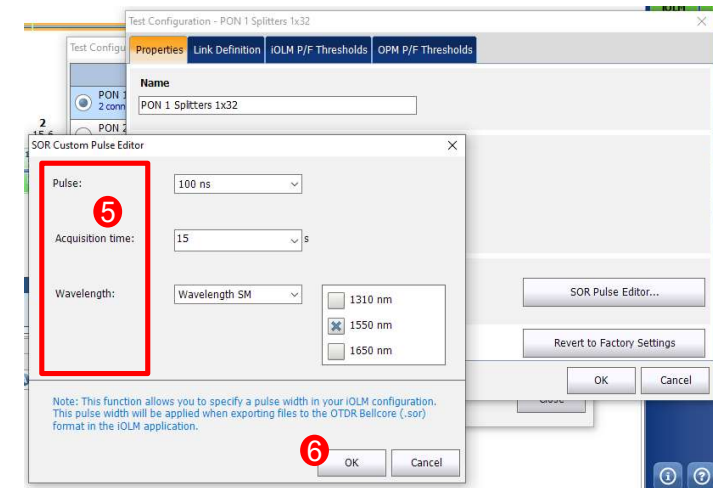 iOLM
Test Configuration - PON 1 Splitters 1x32
Test Configu
Properties Link Definition iOLM P/F Thresholds OPM P/F Thresholds
Name
PON 1
2 conn
PON 1 Splitters 1x32
2
PON 2
SOR Custom Pulse Editor
Pulse: 100 ns
5
Acquisition time: 15 s
Wavelength: Wavelength SM
1310 nm
1550 nm
1650 nm
SOR Pulse Editor...
Revert to Factory Settings
OK Cancel
Note: This function allows you to specify a pulse width in your iOLM configuration.
This pulse width will be applied when exporting files to the OTDR Bellcore (.sor)
format in the iOLM application.
6
OK Cancel